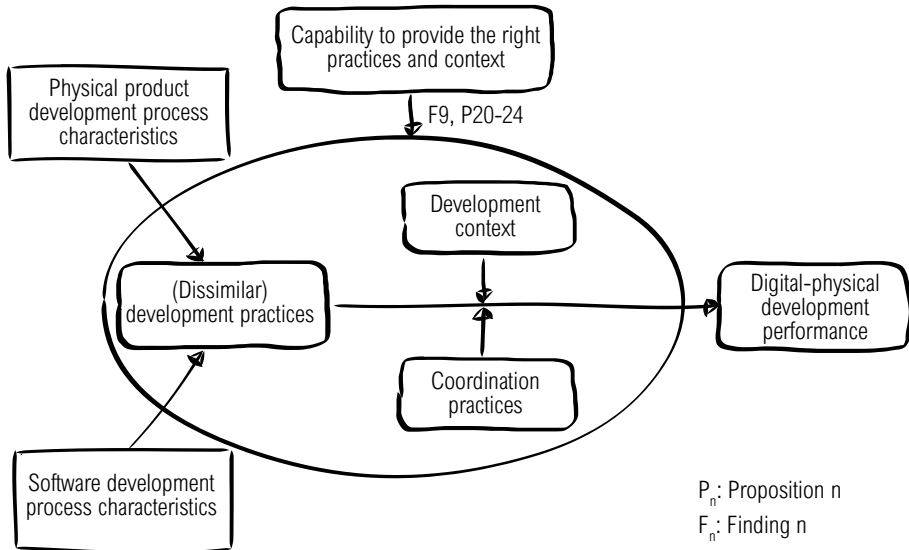 Capability to provide the right
practices and context
Physical product
development process
characteristics
F9, P20-24
Development
context
(Dissimilar)
development practices
Digital-physical
development
performance
Coordination
practices
Software development
process characteristics
Pn: Proposition n
Fn: Finding n